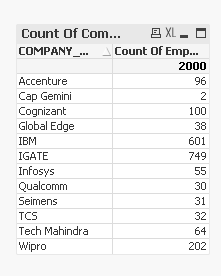 Count Of Com... XL
COMPANY_... Count Of Emp...
2000
Accenture 96
Cap Gemini 2
Cognizant 100
Global Edge 38
IBM 601
IGATE 749
Infosys 55
Qualcomm 30
Seimens 31
TCS 32
Tech Mahindra 64
Wipro 202